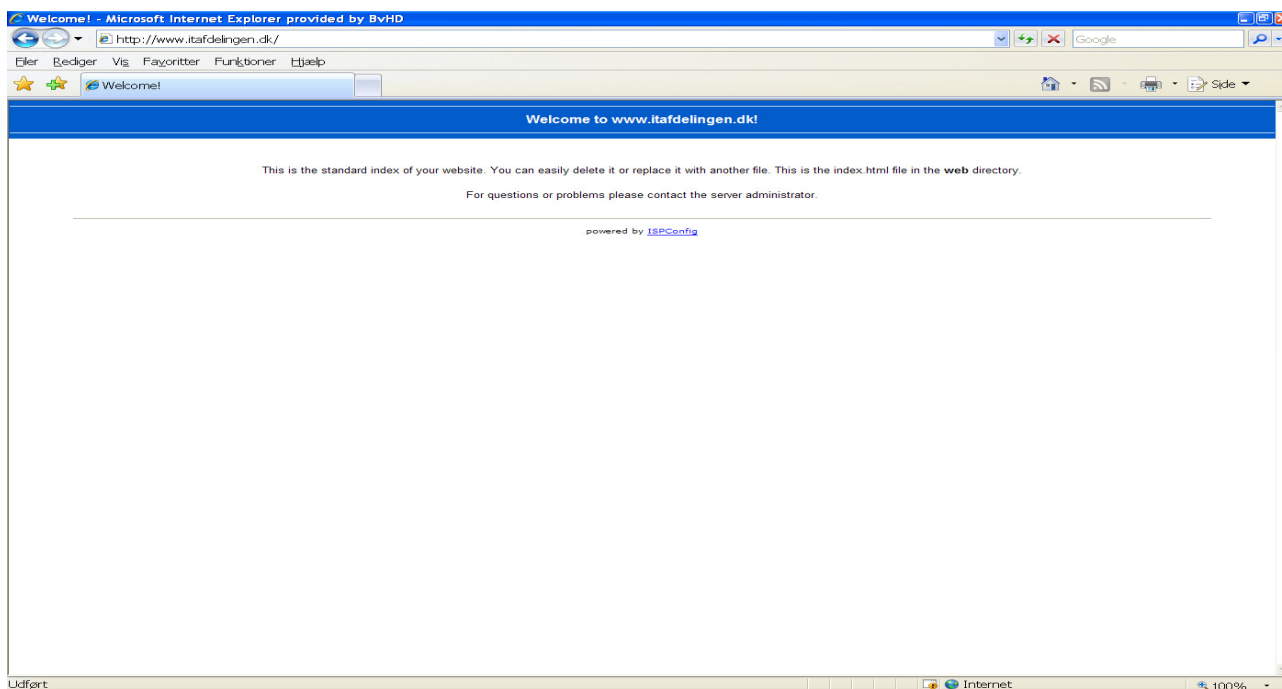 Welcome! - Microsoft Internet Explorer provided by BvHD
http://www.itafdelingen.dk/
Google
Filer Rediger Vis Favoritter Funktioner Hjælp
Welcome!
Side
Welcome to www.itafdelingen.dk!
This is the standard index of your website. You can easily delete it or replace it with another file. This is the index.html file in the web directory.
For questions or problems please contact the server administrator.
powered by ISPConfig
Udført
Internet
100%